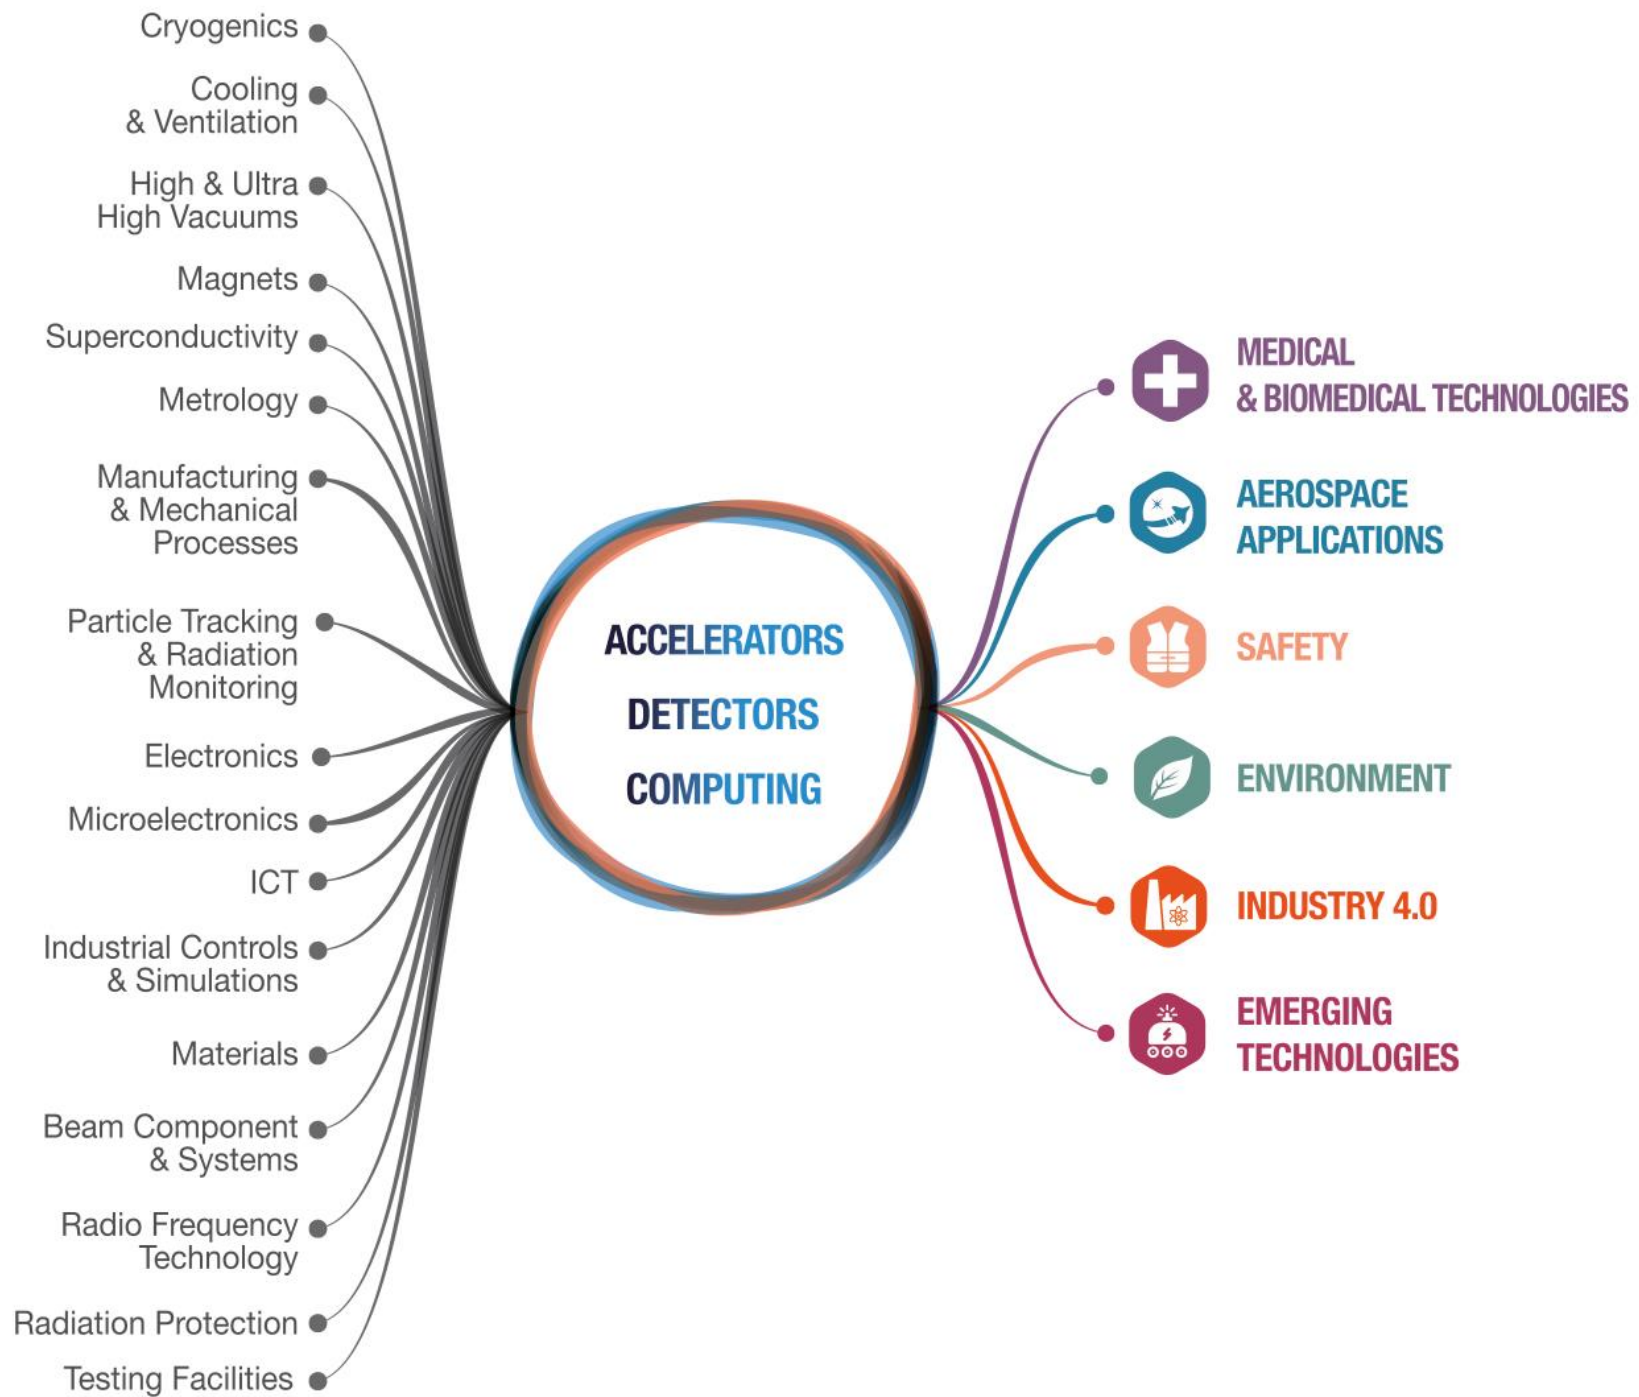 Cryogenics
Cooling
& Ventilation
High & Ultra
High Vacuums
Magnets
Superconductivity
Metrology
Manufacturing
& Mechanical
Processes
Particle Tracking
& Radiation
Monitoring
Electronics
Microelectronics
ICT
Industrial Controls
& Simulations
Materials
Beam Component
& Systems
Radio Frequency
Technology
Radiation Protection
Testing Facilities
ACCELERATORS
DETECTORS
COMPUTING
MEDICAL
& BIOMEDICAL TECHNOLOGIES
AEROSPACE
APPLICATIONS
SAFETY
ENVIRONMENT
INDUSTRY 4.0
EMERGING
TECHNOLOGIES